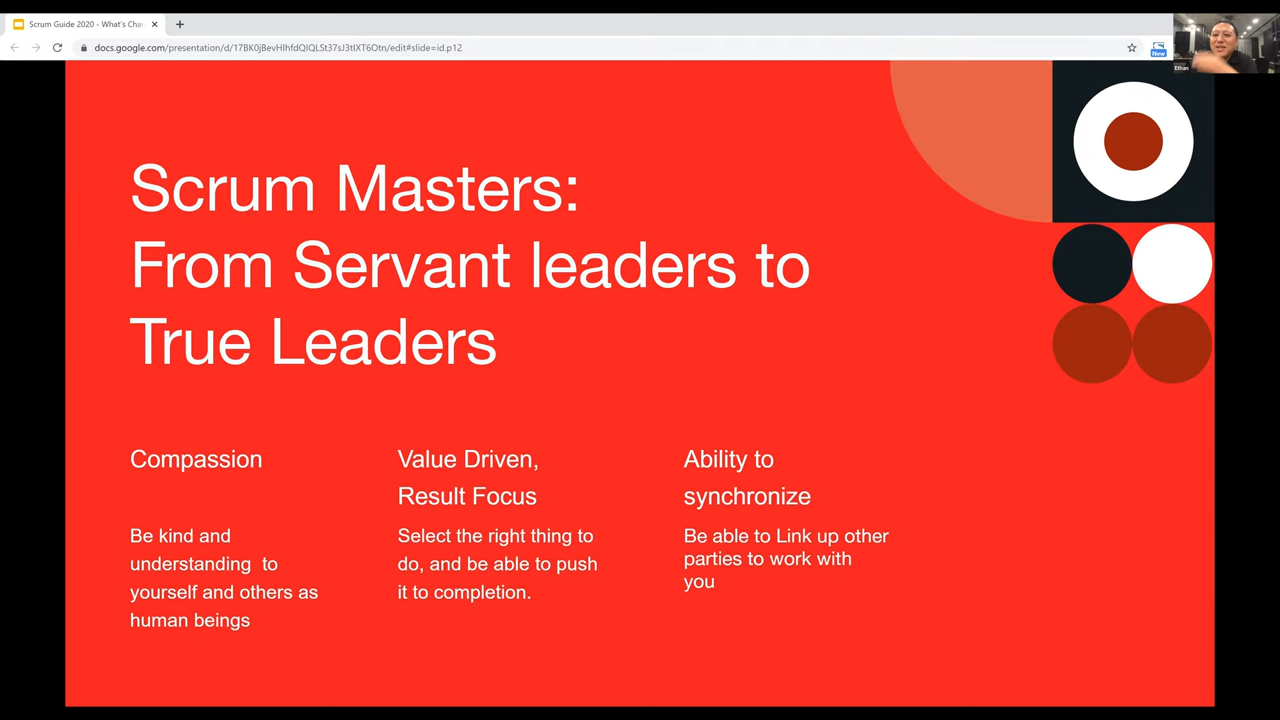 Scrum Guide 2020 - What's Cha
docs.google.com/presentation/d/17BK0jBevHlhfdQIQLSt37sJ3tIXT6Otn/edit#slide=id.p12
New
Ethan
Scrum Masters:
From Servant leaders to
True Leaders
Compassion
Be kind and
understanding to
yourself and others as
human beings
Value Driven,
Result Focus
Select the right thing to
do, and be able to push
it to completion.
Ability to
synchronize
Be able to Link up other
parties to work with
you